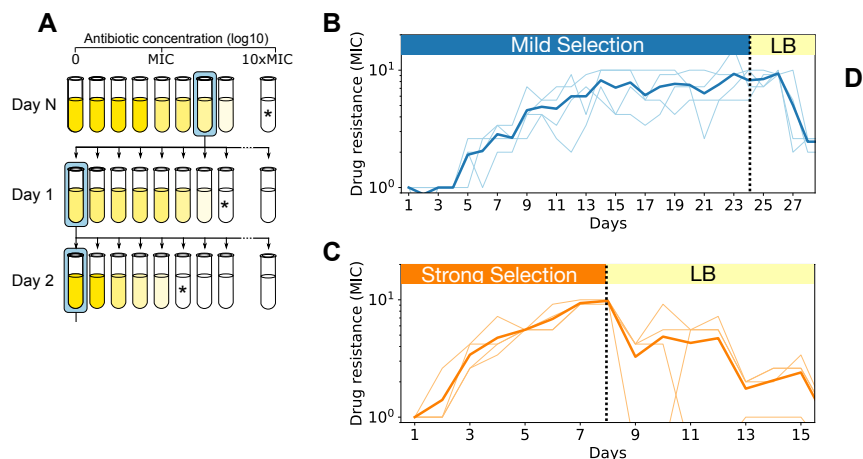 A
Antibiotic concentration (log10)
0 MIC 10xMIC
Day N
*
Day 1
*
Day 2
*
B
Mild Selection LB
Drug resistance (MIC)
10¹
10⁰
1 3 5 7 9 11 13 15 17 19 21 23 25 27
Days
C
Strong Selection LB
Drug resistance (MIC)
10¹
10⁰
1 3 5 7 9 11 13 15
Days
D